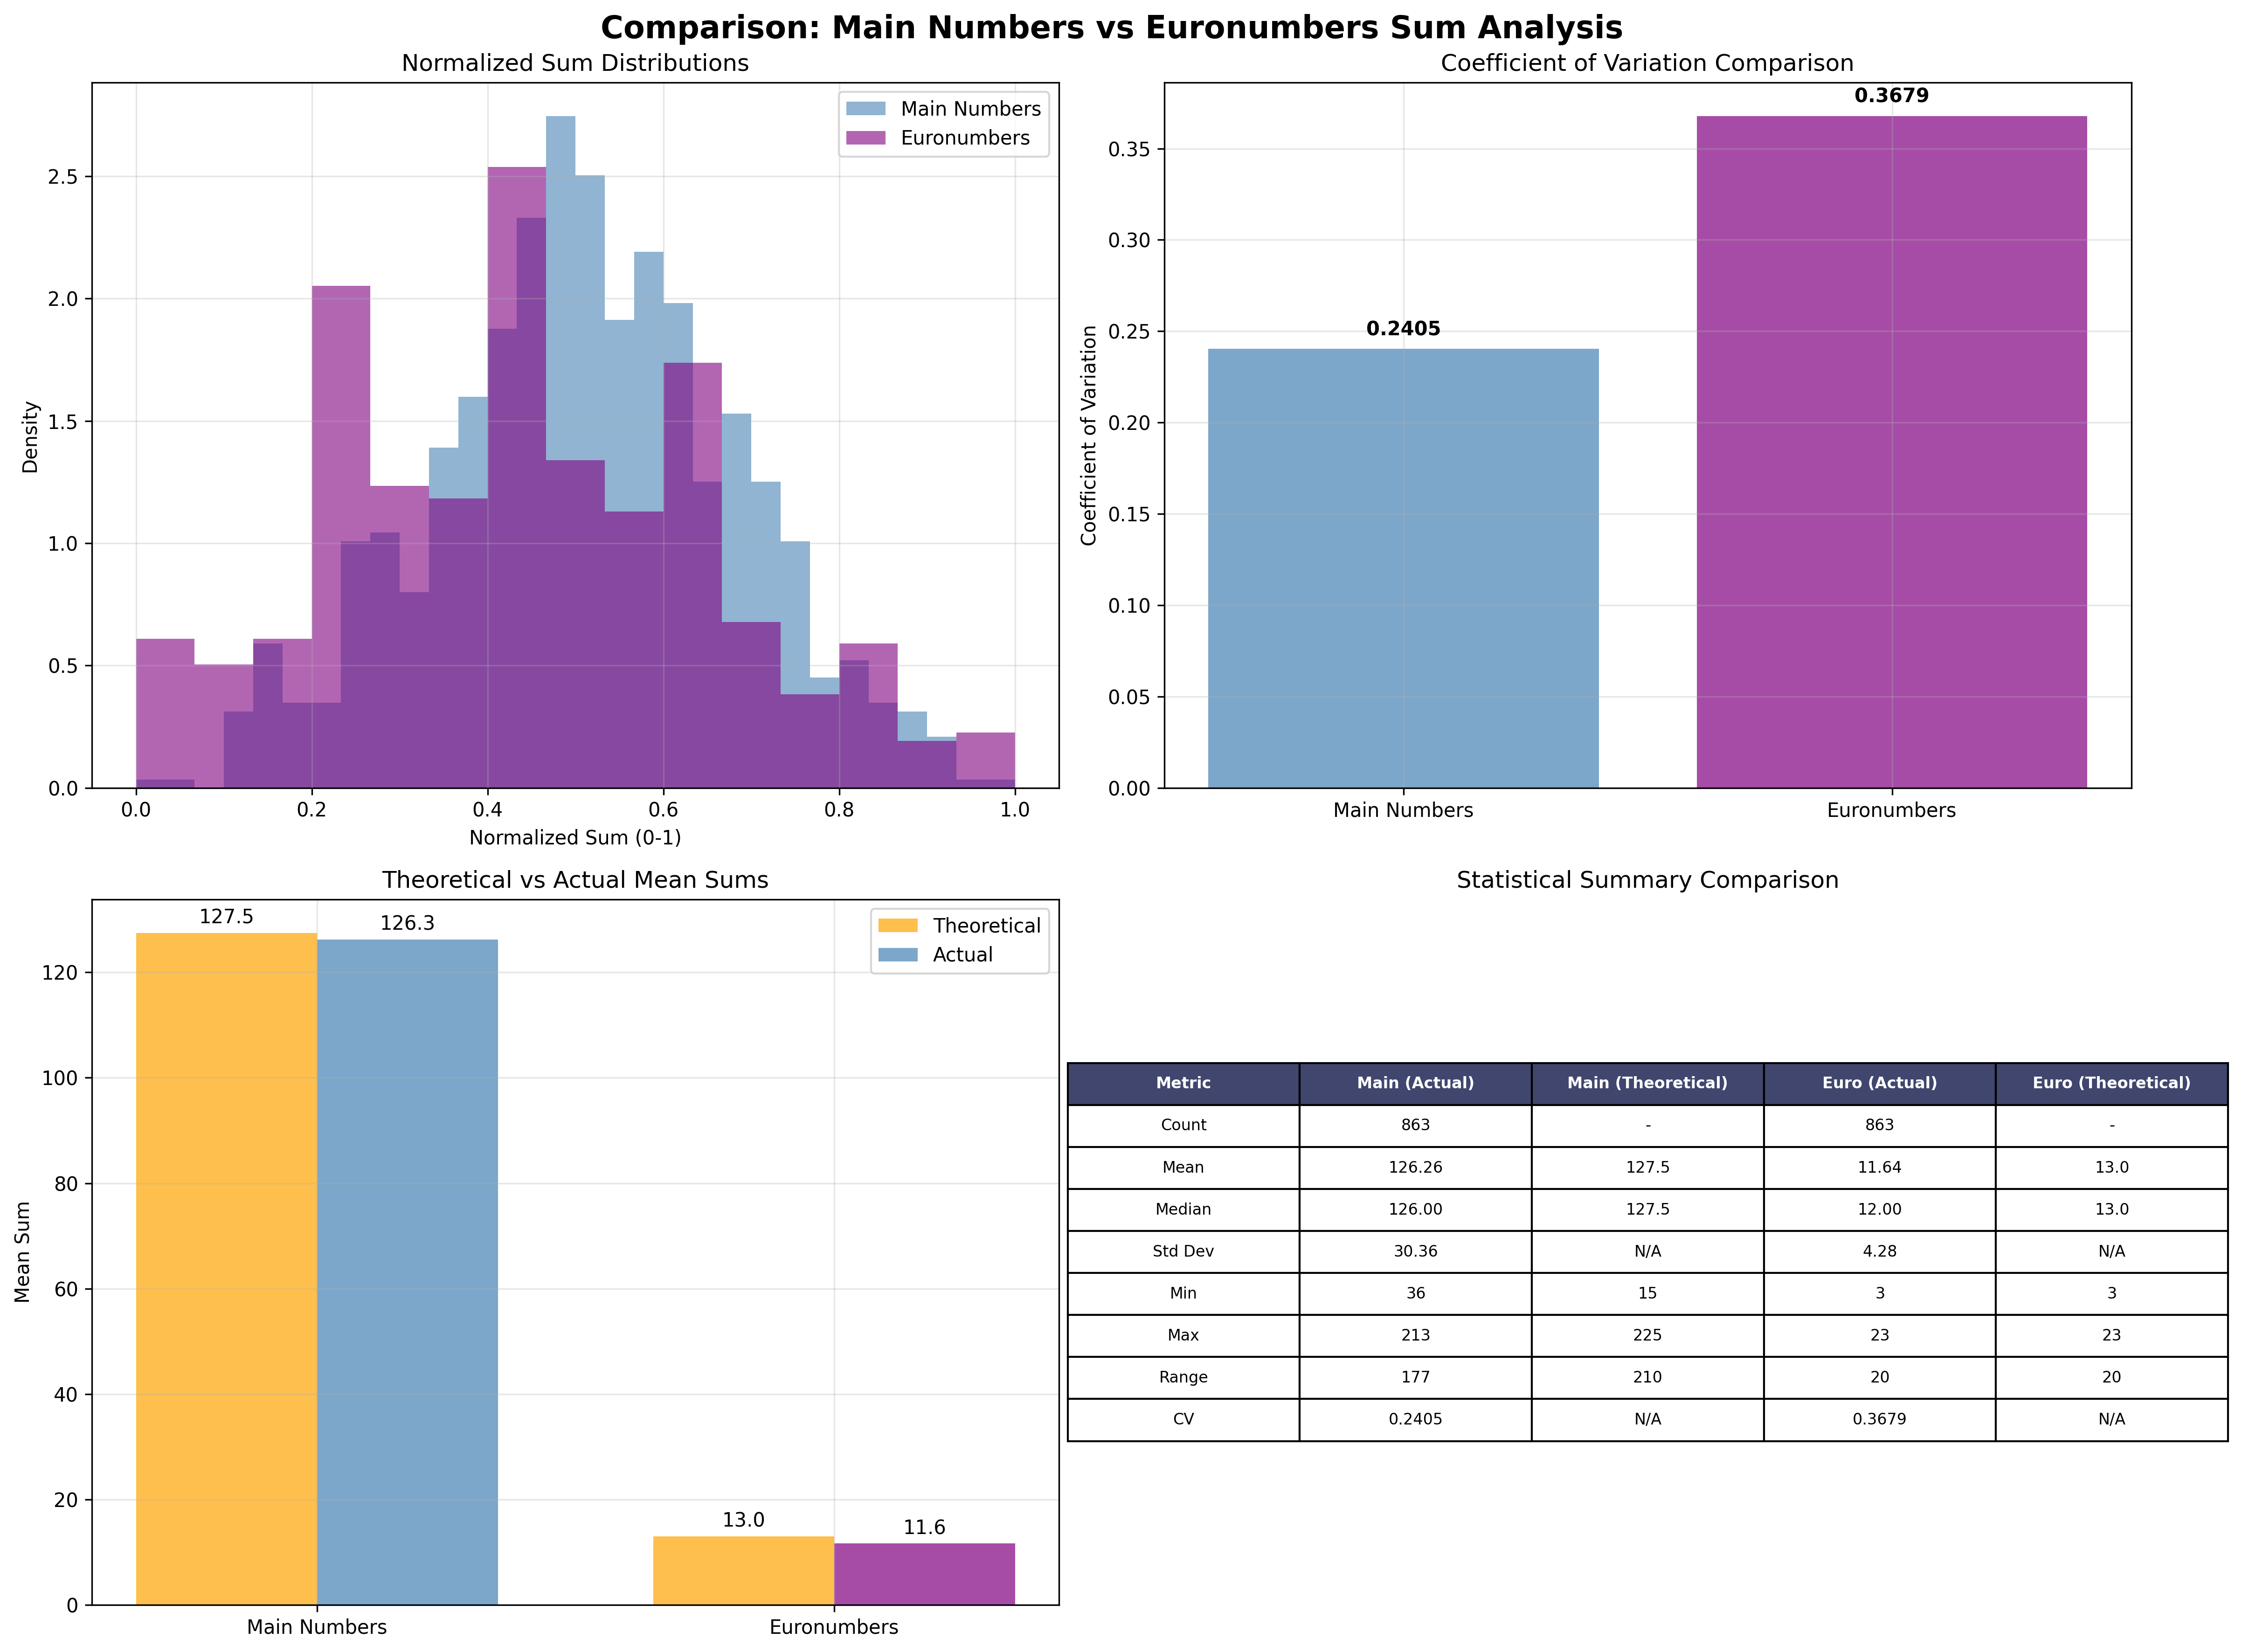 Comparison: Main Numbers vs Euronumbers Sum Analysis
Normalized Sum Distributions
Main Numbers
Euronumbers
Density
2.5
2.0
1.5
1.0
0.5
0.0
0.0 0.2 0.4 0.6 0.8 1.0
Normalized Sum (0-1)
Coefficient of Variation Comparison
0.3679
0.2405
Coefficient of Variation
0.35
0.30
0.25
0.20
0.15
0.10
0.05
0.00
Main Numbers Euronumbers
Theoretical vs Actual Mean Sums
Theoretical
Actual
127.5 126.3
13.0 11.6
Mean Sum
120
100
80
60
40
20
0
Main Numbers Euronumbers
Statistical Summary Comparison
Metric Main (Actual) Main (Theoretical) Euro (Actual) Euro (Theoretical)
Count 863 - 863 -
Mean 126.26 127.5 11.64 13.0
Median 126.00 127.5 12.00 13.0
Std Dev 30.36 N/A 4.28 N/A
Min 36 15 3 3
Max 213 225 23 23
Range 177 210 20 20
CV 0.2405 N/A 0.3679 N/A